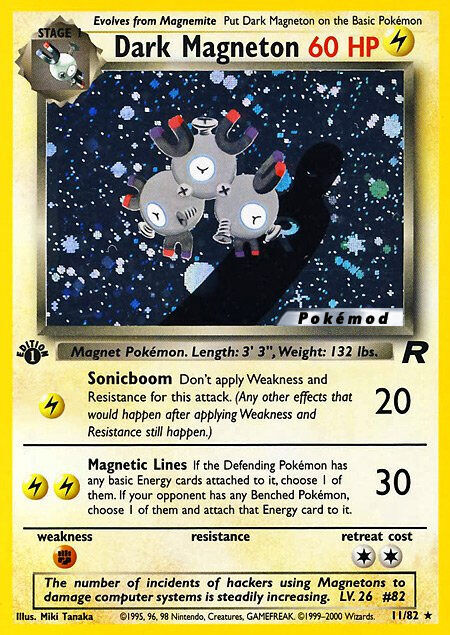 Evolves from Magnemite Put Dark Magneton on the Basic Pokémon
STAGE 1
Dark Magneton 60 HP
Pokémod
EDITION
1
Magnet Pokémon. Length: 3' 3", Weight: 132 lbs.
R
Sonicboom Don't apply Weakness and
Resistance for this attack. (Any other effects that
would happen after applying Weakness and
Resistance still happen.)
20
Magnetic Lines If the Defending Pokémon has
any basic Energy cards attached to it, choose 1 of
them. If your opponent has any Benched Pokémon,
choose 1 of them and attach that Energy card to it.
30
weakness resistance retreat cost
The number of incidents of hackers using Magnetons to
damage computer systems is steadily increasing. LV. 26 #82
Illus. Miki Tanaka ©1995, 96, 98 Nintendo, Creatures, GAMEFREAK. ©1999-2000 Wizards. 11/82 ★